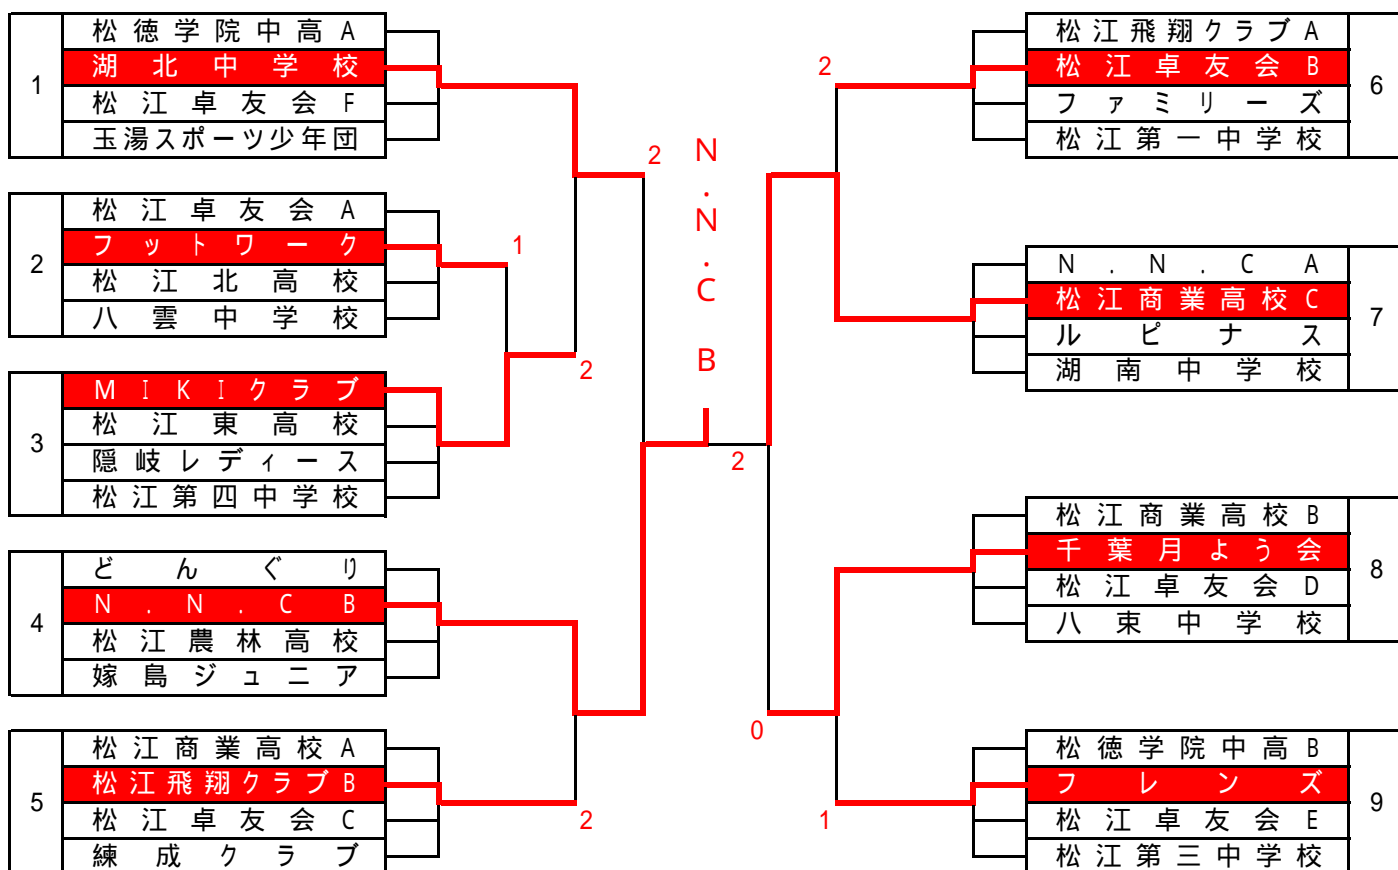 1
松徳学院中高A
湖北中学校
松江卓友会F
玉湯スポーツ少年団
2
松江卓友会A
フットワーク
松江北高校
八雲中学校
3
MIKIクラブ
松江東高校
隠岐レディース
松江第四中学校
4
どんぐり
N.N.C B
松江農林高校
嫁島ジュニア
5
松江商業高校A
松江飛翔クラブB
松江卓友会C
練成クラブ
1
2
2
2
N.N.C B
2
2
0
1
松江飛翔クラブA
松江卓友会B
ファミリーズ
松江第一中学校
6
N.N.C A
松江商業高校C
ルピナス
湖南中学校
7
松江商業高校B
千葉月よう会
松江卓友会D
八束中学校
8
松徳学院中高B
フレンズ
松江卓友会E
松江第三中学校
9